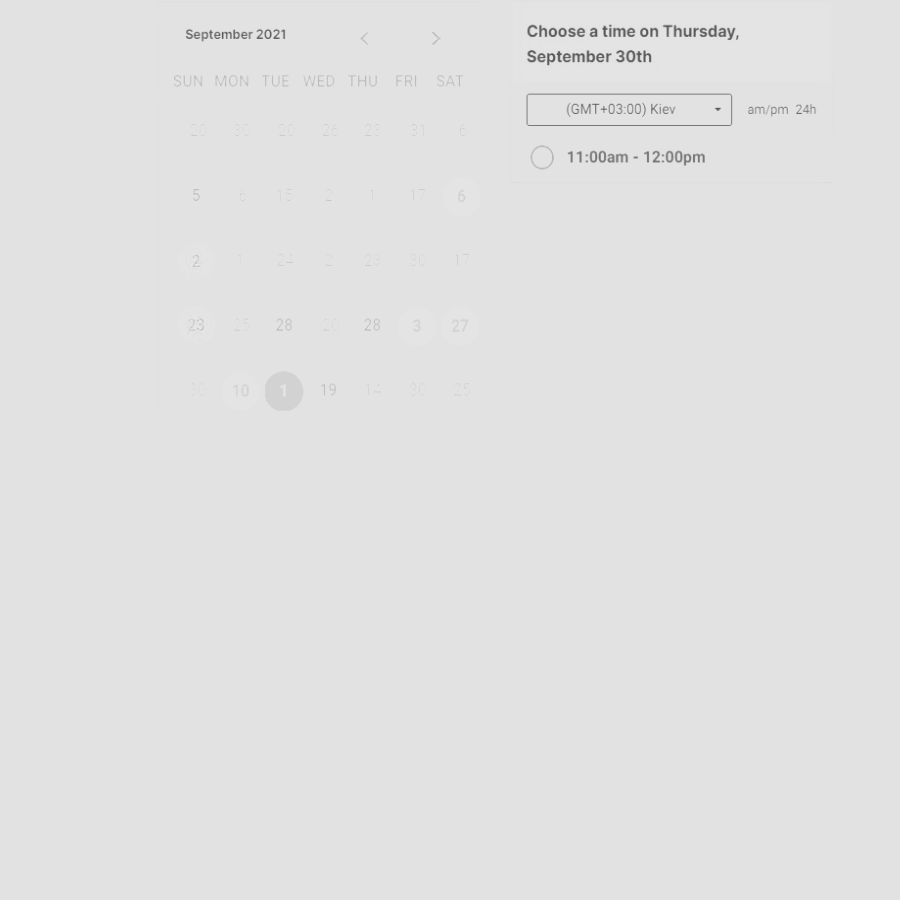 September 2021
SUN MON TUE WED THU FRI SAT
20 30 20 26 23 31 6
5 6 15 2 1 17 6
2 1 24 2 23 30 17
23 25 28 20 28 3 27
30 10 1 19 14 30 25
Choose a time on Thursday,
September 30th
(GMT+03:00) Kiev am/pm 24h
11:00am - 12:00pm